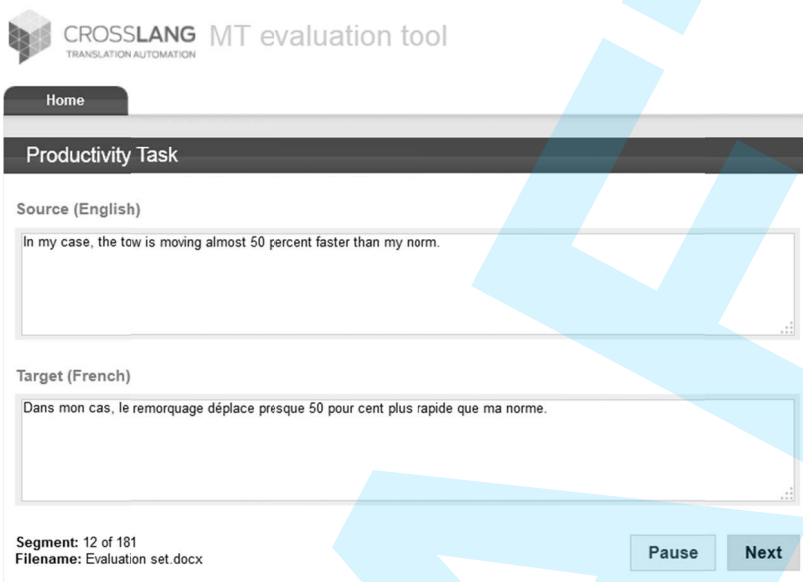 CROSSLANG MT evaluation tool
TRANSLATION AUTOMATION
Home
Productivity Task
Source (English)
In my case, the tow is moving almost 50 percent faster than my norm.
Target (French)
Dans mon cas, le remorquage déplace presque 50 pour cent plus rapide que ma norme.
Segment: 12 of 181
Filename: Evaluation set.docx
Pause Next